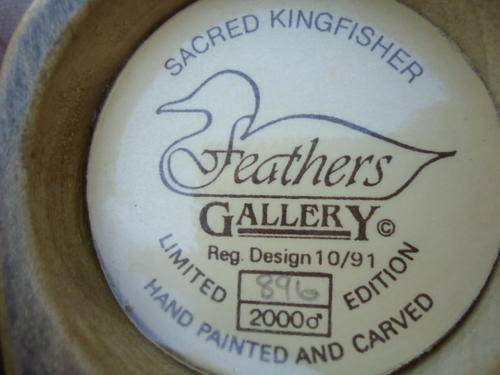 SACRED KINGFISHER
Feathers
GALLERY ©
Reg. Design 10/91
LIMITED EDITION
896
2000♂
HAND PAINTED AND CARVED